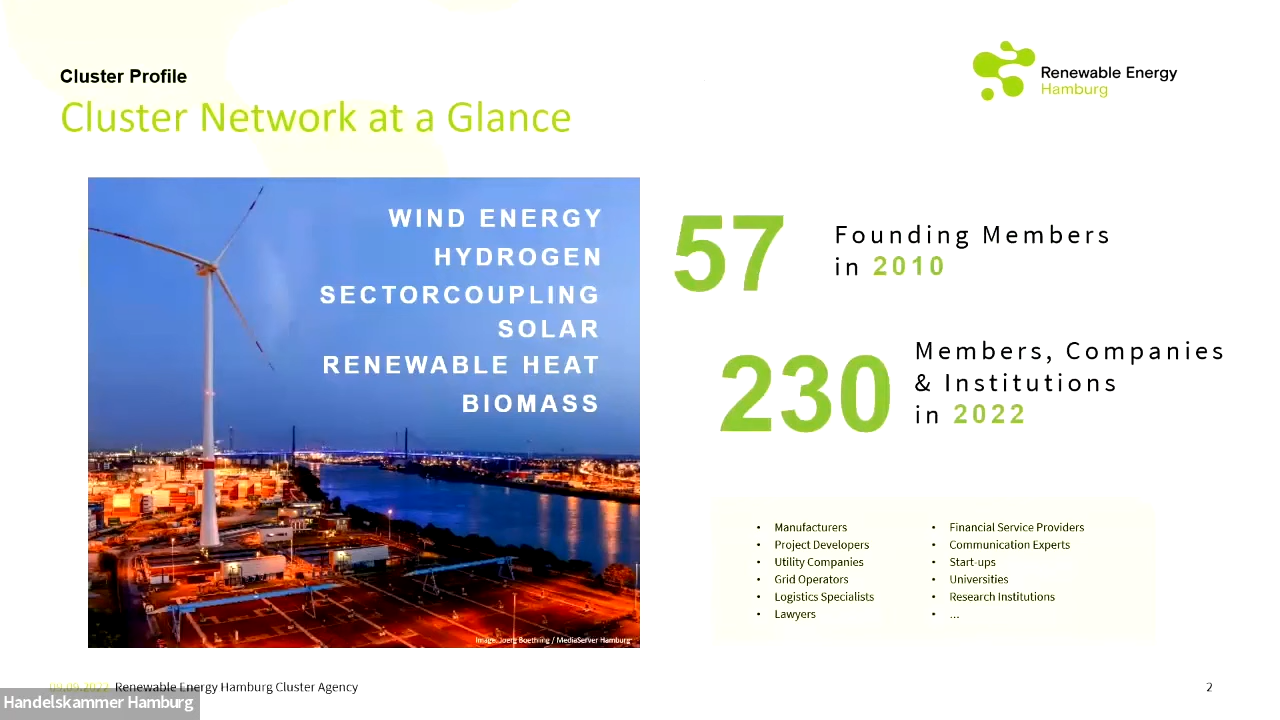 Cluster Profile
Cluster Network at a Glance
Renewable Energy
Hamburg
WIND ENERGY
HYDROGEN
SECTORCOUPLING
SOLAR
RENEWABLE HEAT
BIOMASS
Image: Joerg Boethling / MediaServer Hamburg
57
Founding Members
in 2010
230
Members, Companies
& Institutions
in 2022
• Manufacturers
• Project Developers
• Utility Companies
• Grid Operators
• Logistics Specialists
• Lawyers
• Financial Service Providers
• Communication Experts
• Start-ups
• Universities
• Research Institutions
• ...
09.09.2022 Renewable Energy Hamburg Cluster Agency
2
Handelskammer Hamburg